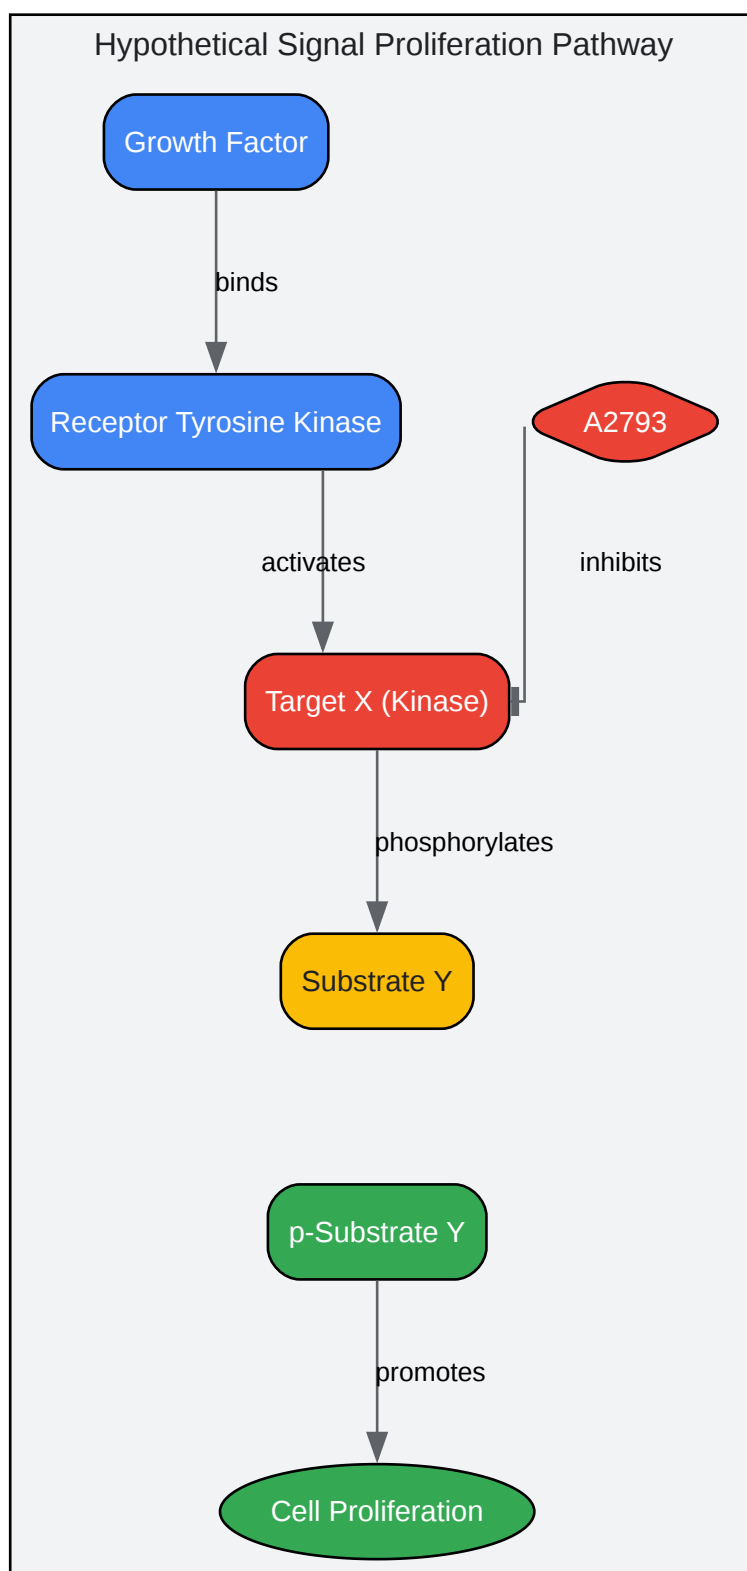 Hypothetical Signal Proliferation Pathway
Growth Factor
binds
Receptor Tyrosine Kinase
A2793
activates
inhibits
Target X (Kinase)
phosphorylates
Substrate Y
p-Substrate Y
promotes
Cell Proliferation